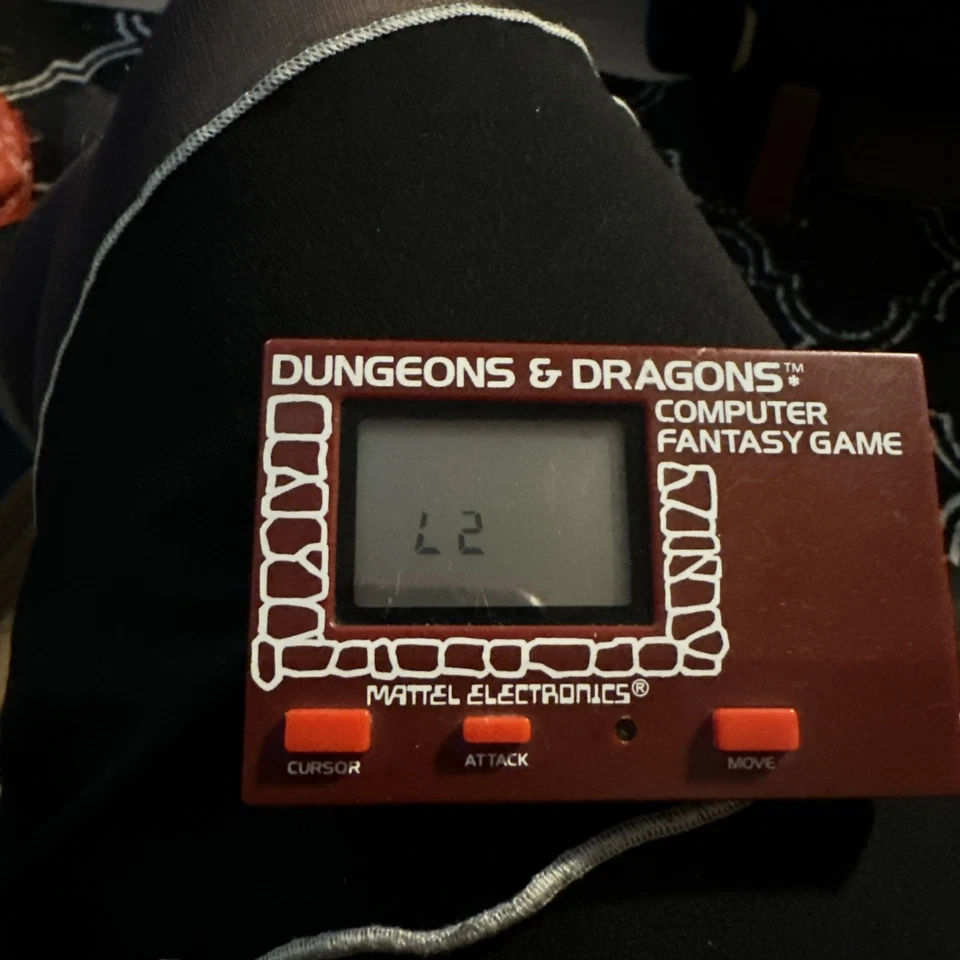 DUNGEONS & DRAGONS™*
COMPUTER
FANTASY GAME
L2
MATTEL ELECTRONICS®
CURSOR
ATTACK
MOVE